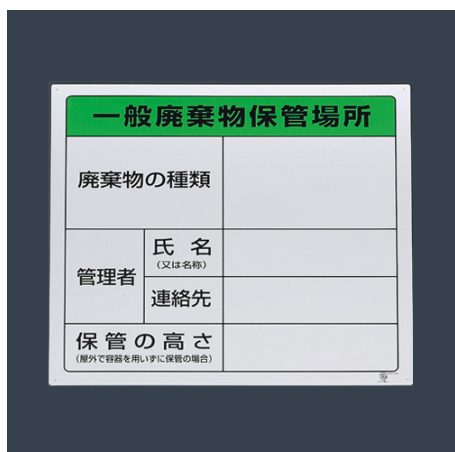 一般廃棄物保管場所
廃棄物の種類
管理者
氏名
(又は名称)
連絡先
保管の高さ
(屋外で容器を用いずに保管の場合)